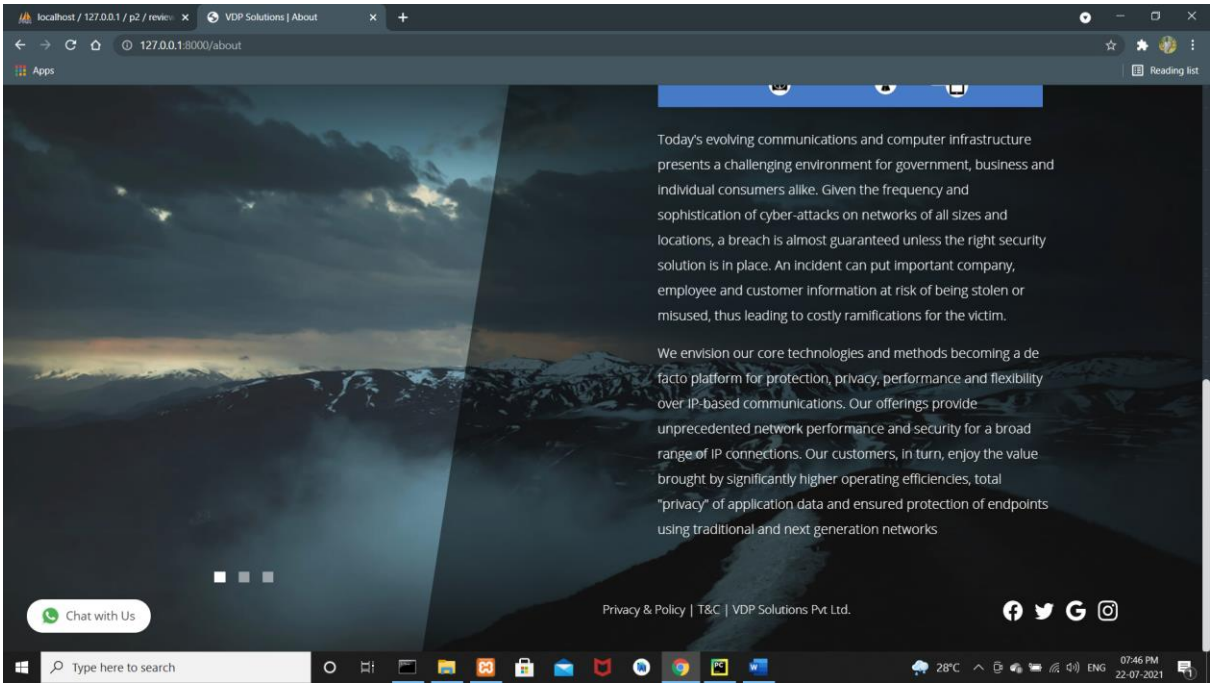 localhost / 127.0.0.1 / p2 / review
VDP Solutions | About
127.0.0.1:8000/about
Apps
Reading list
Today's evolving communications and computer infrastructure
presents a challenging environment for government, business and
individual consumers alike. Given the frequency and
sophistication of cyber-attacks on networks of all sizes and
locations, a breach is almost guaranteed unless the right security
solution is in place. An incident can put important company,
employee and customer information at risk of being stolen or
misused, thus leading to costly ramifications for the victim.
We envision our core technologies and methods becoming a de
facto platform for protection, privacy, performance and flexibility
over IP-based communications. Our offerings provide
unprecedented network performance and security for a broad
range of IP connections. Our customers, in turn, enjoy the value
brought by significantly higher operating efficiencies, total
"privacy" of application data and ensured protection of endpoints
using traditional and next generation networks
Chat with Us
Privacy & Policy | T&C | VDP Solutions Pvt Ltd.
Type here to search
28°C
ENG
07:46 PM
22-07-2021